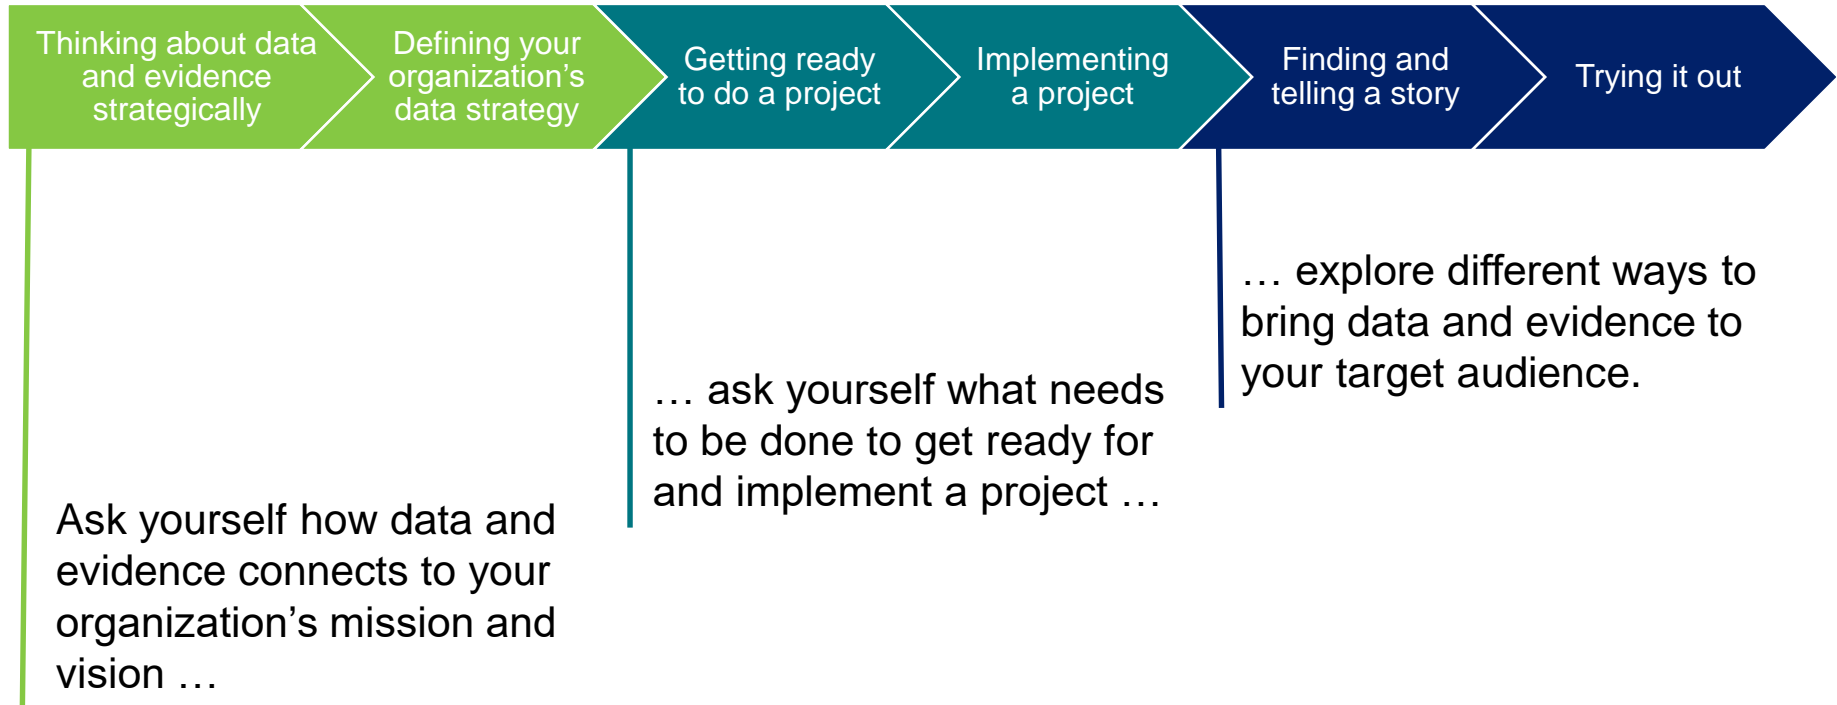 Thinking about data
and evidence
strategically
Defining your
organization’s
data strategy
Getting ready
to do a project
Implementing
a project
Finding and
telling a story
Trying it out
Ask yourself how data and
evidence connects to your
organization’s mission and
vision …
… ask yourself what needs
to be done to get ready for
and implement a project …
… explore different ways to
bring data and evidence to
your target audience.